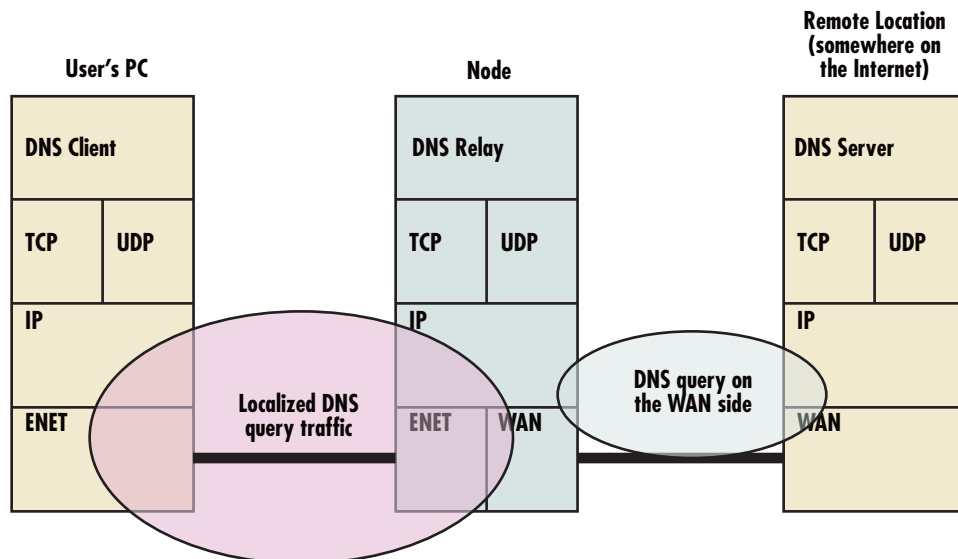 Remote Location
(somewhere on
the Internet)
User's PC
Node
DNS Client
TCP
UDP
IP
ENET
Localized DNS
query traffic
DNS Relay
TCP
UDP
IP
ENET
WAN
DNS query on
the WAN side
DNS Server
TCP
UDP
IP
WAN